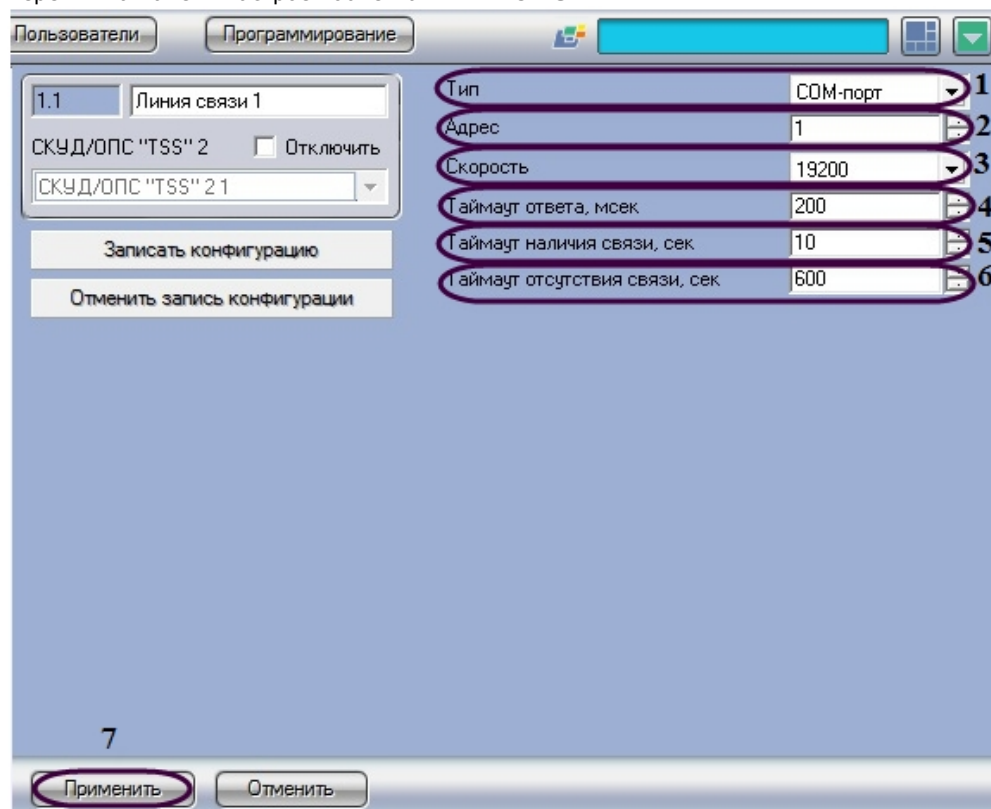 Пользователи
Программирование
1.1
Линия связи 1
СКУД/ОПС "TSS" 2
Отключить
СКУД/ОПС "TSS" 2 1
Записать конфигурацию
Отменить запись конфигурации
Тип
COM-порт
1
Адрес
1
2
Скорость
19200
3
Таймаут ответа, мсек
200
4
Таймаут наличия связи, сек
10
5
Таймаут отсутствия связи, сек
600
6
7
Применить
Отменить